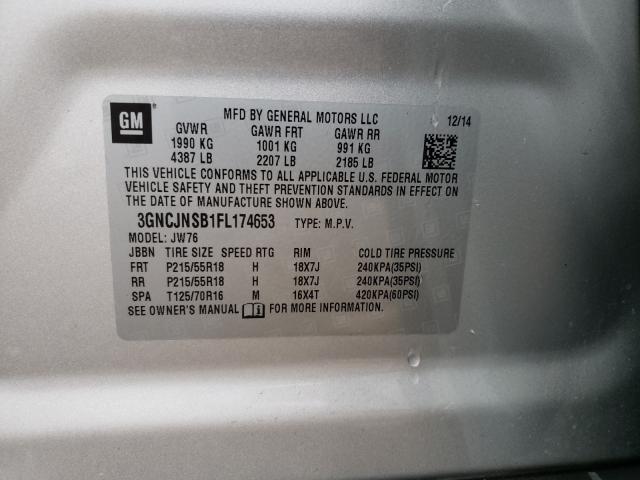 GM
MFD BY GENERAL MOTORS LLC 12/14
GVWR GAWR FRT GAWR RR
1990 KG 1001 KG 991 KG
4387 LB 2207 LB 2185 LB
THIS VEHICLE CONFORMS TO ALL APPLICABLE U.S. FEDERAL MOTOR
VEHICLE SAFETY AND THEFT PREVENTION STANDARDS IN EFFECT ON
THE DATE OF MANUFACTURE SHOWN ABOVE.
3GNCJNSB1FL174653 TYPE: M.P.V.
MODEL: JW76
JBBN TIRE SIZE SPEED RTG RIM COLD TIRE PRESSURE
FRT P215/55R18 H 18X7J 240KPA(35PSI)
RR P215/55R18 H 18X7J 240KPA(35PSI)
SPA T125/70R16 M 16X4T 420KPA(60PSI)
SEE OWNER'S MANUAL FOR MORE INFORMATION.